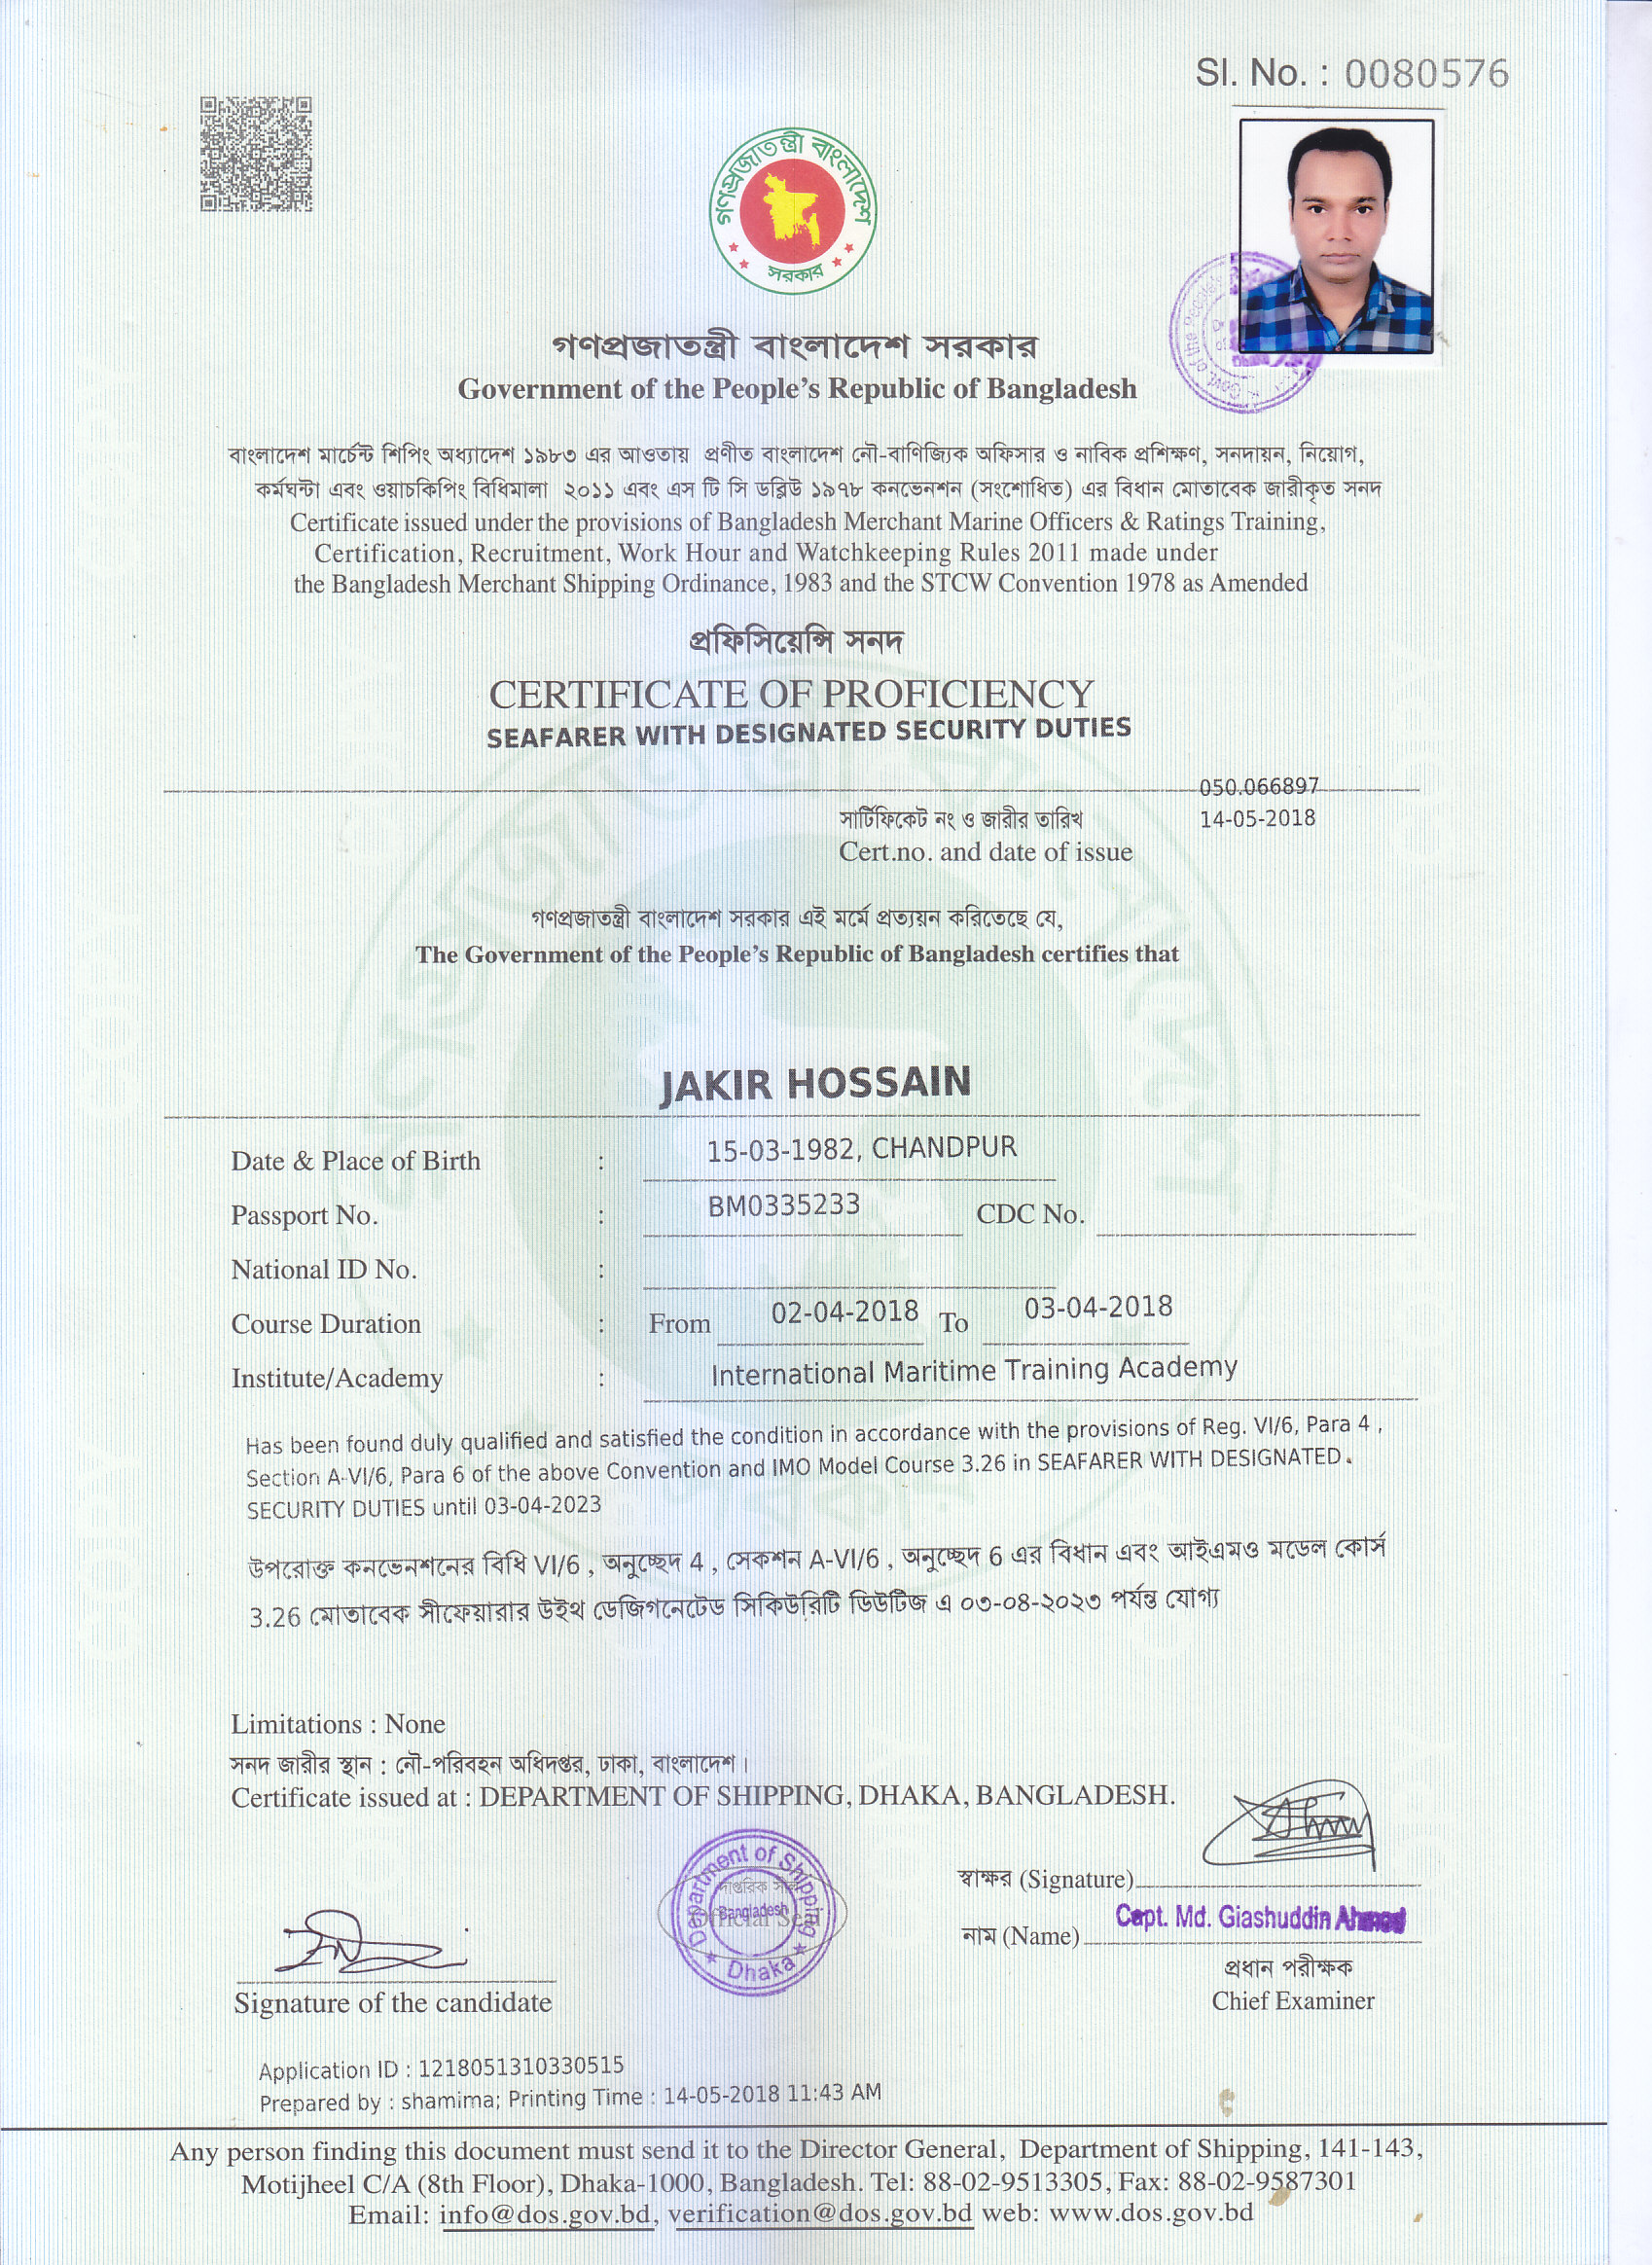 Sl. No. : 0080576
গণপ্রজাতন্ত্রী বাংলাদেশ
সরকার
গণপ্রজাতন্ত্রী বাংলাদেশ সরকার
Government of the People's Republic of Bangladesh
বাংলাদেশ মার্চেন্ট শিপিং অধ্যাদেশ ১৯৮৩ এর আওতায় প্রণীত বাংলাদেশ নৌ-বাণিজ্যিক অফিসার ও নাবিক প্রশিক্ষণ, সনদায়ন, নিয়োগ,
কর্মঘন্টা এবং ওয়াচকিপিং বিধিমালা ২০১১ এবং এস টি সি ডব্লিউ ১৯৭৮ কনভেনশন (সংশোধিত) এর বিধান মোতাবেক জারীকৃত সনদ
Certificate issued under the provisions of Bangladesh Merchant Marine Officers & Ratings Training,
Certification, Recruitment, Work Hour and Watchkeeping Rules 2011 made under
the Bangladesh Merchant Shipping Ordinance, 1983 and the STCW Convention 1978 as Amended
প্রফিসিয়েন্সি সনদ
CERTIFICATE OF PROFICIENCY
SEAFARER WITH DESIGNATED SECURITY DUTIES
050.066897
সার্টিফিকেট নং ও জারীর তারিখ 14-05-2018
Cert.no. and date of issue
গণপ্রজাতন্ত্রী বাংলাদেশ সরকার এই মর্মে প্রত্যয়ন করিতেছে যে,
The Government of the People's Republic of Bangladesh certifies that
JAKIR HOSSAIN
Date & Place of Birth : 15-03-1982, CHANDPUR
Passport No. : BM0335233 CDC No.
National ID No. :
Course Duration : From 02-04-2018 To 03-04-2018
Institute/Academy : International Maritime Training Academy
Has been found duly qualified and satisfied the condition in accordance with the provisions of Reg. VI/6, Para 4 ,
Section A-VI/6, Para 6 of the above Convention and IMO Model Course 3.26 in SEAFARER WITH DESIGNATED
SECURITY DUTIES until 03-04-2023
উপরোক্ত কনভেনশনের বিধি VI/6 , অনুচ্ছেদ 4 , সেকশন A-VI/6 , অনুচ্ছেদ 6 এর বিধান এবং আইএমও মডেল কোর্স
3.26 মোতাবেক সীফেয়ারার উইথ ডেজিগনেটেড সিকিউরিটি ডিউটিজ এ ০৩-০৪-২০২৩ পর্যন্ত যোগ্য
Limitations : None
সনদ জারীর স্থান : নৌ-পরিবহন অধিদপ্তর, ঢাকা, বাংলাদেশ।
Certificate issued at : DEPARTMENT OF SHIPPING, DHAKA, BANGLADESH.
Department of Shipping
দাপ্তরিক সীল
Bangladesh
Official Seal
Dhaka
স্বাক্ষর (Signature)
নাম (Name) Capt. Md. Giashuddin Ahmed
প্রধান পরীক্ষক
Chief Examiner
Signature of the candidate
Application ID : 1218051310330515
Prepared by : shamima; Printing Time : 14-05-2018 11:43 AM
Any person finding this document must send it to the Director General, Department of Shipping, 141-143,
Motijheel C/A (8th Floor), Dhaka-1000, Bangladesh. Tel: 88-02-9513305, Fax: 88-02-9587301
Email: info@dos.gov.bd, verification@dos.gov.bd web: www.dos.gov.bd